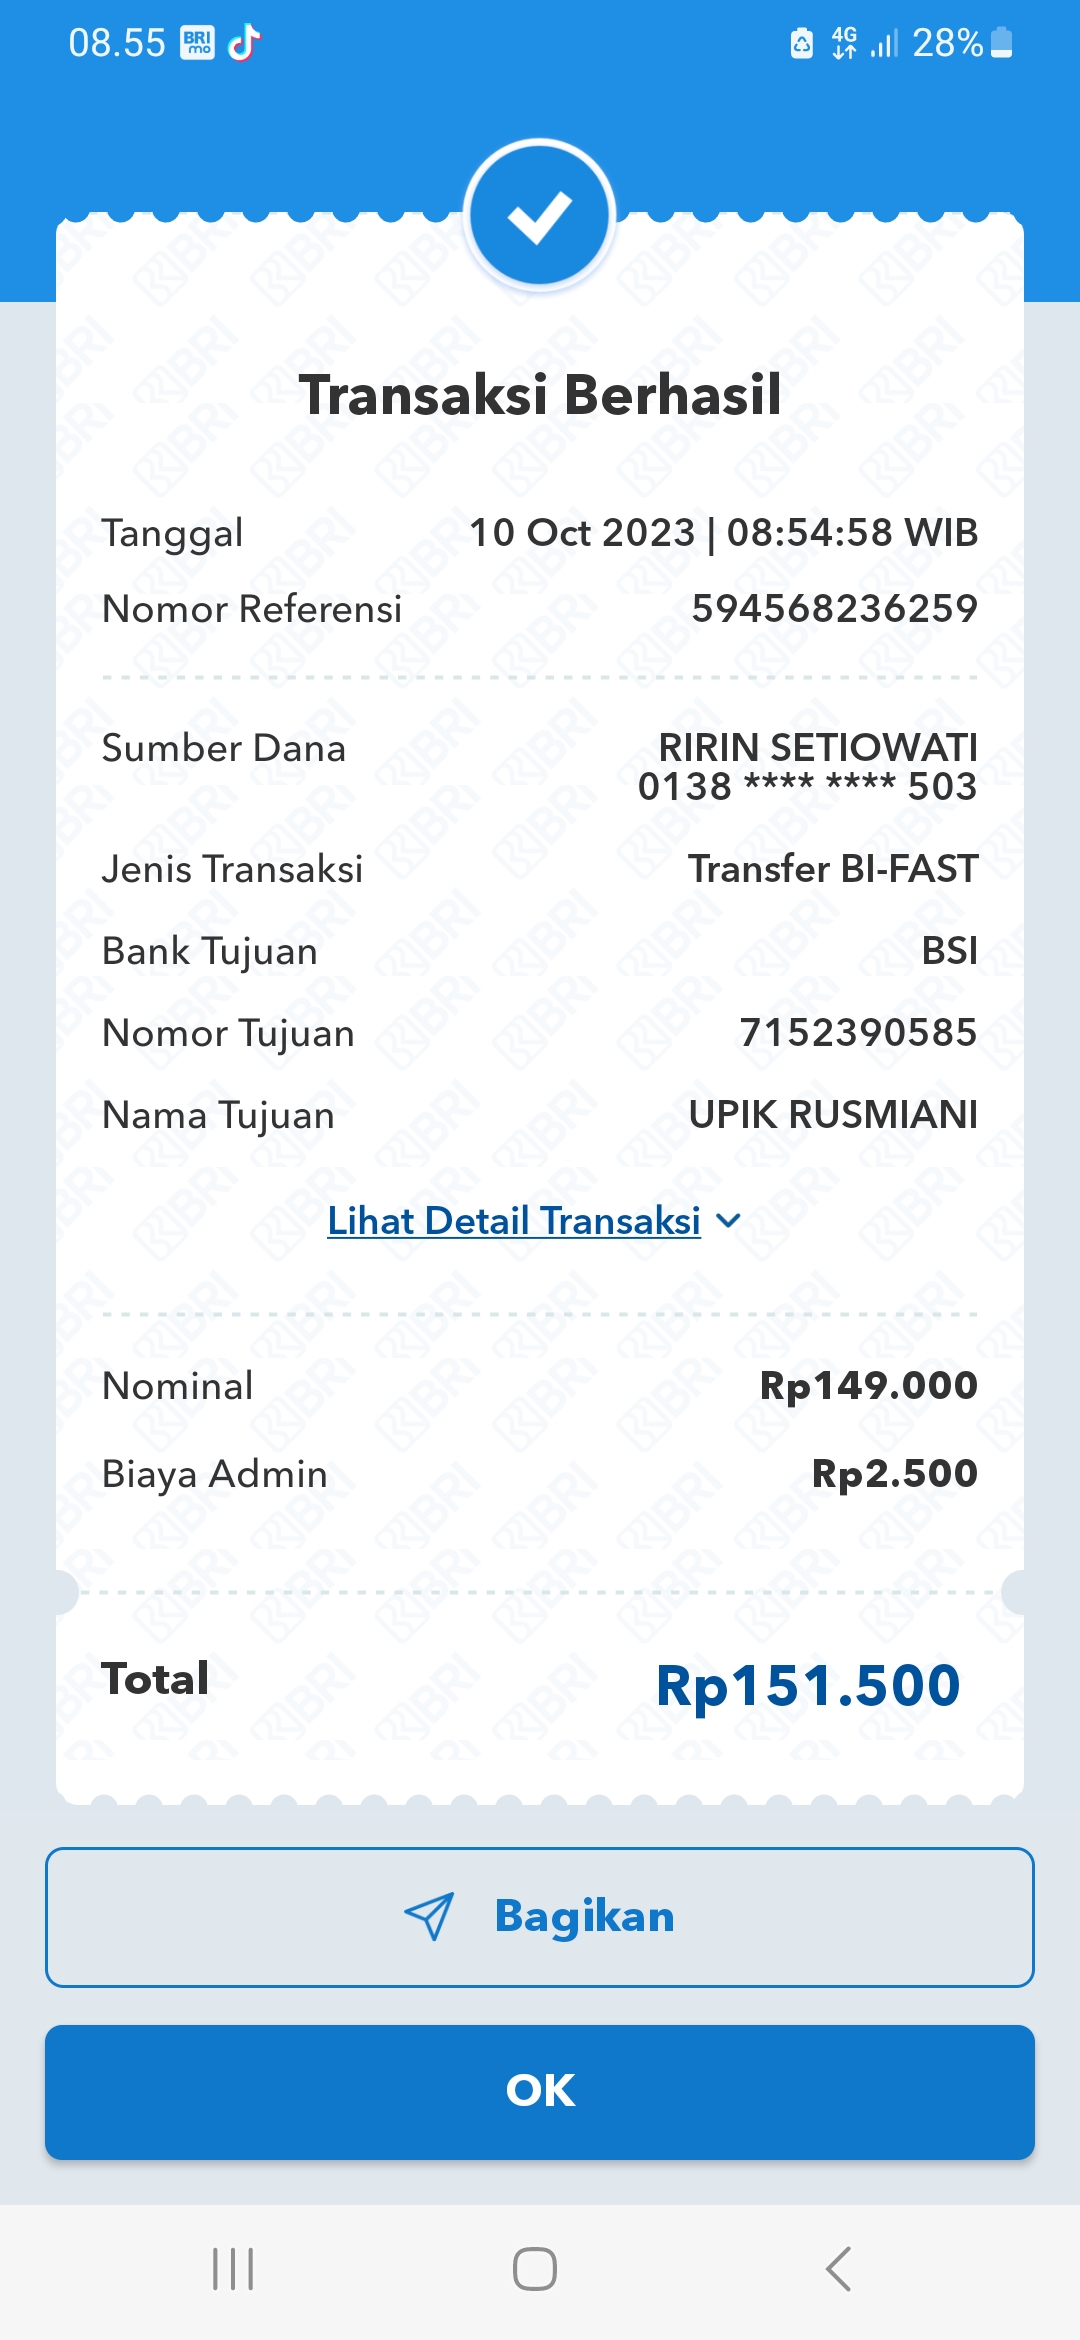 08.55 BRI mo 4G 28%
Transaksi Berhasil
Tanggal 10 Oct 2023 | 08:54:58 WIB
Nomor Referensi 594568236259
Sumber Dana RIRIN SETIOWATI
0138 **** **** 503
Jenis Transaksi Transfer BI-FAST
Bank Tujuan BSI
Nomor Tujuan 7152390585
Nama Tujuan UPIK RUSMIANI
Lihat Detail Transaksi
Nominal Rp149.000
Biaya Admin Rp2.500
Total Rp151.500
Bagikan
OK